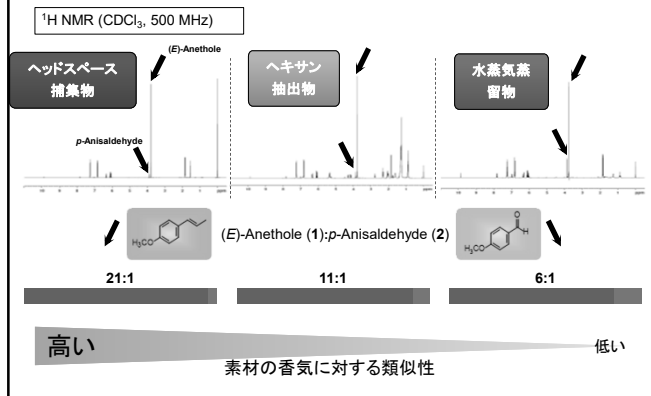 ¹H NMR (CDCl₃, 500 MHz)
(E)-Anethole
ヘッドスペース
捕集物
p-Anisaldehyde
ヘキサン
抽出物
水蒸気蒸
留物
H₃CO
(E)-Anethole (1):p-Anisaldehyde (2)
O
H
H₃CO
21:1
11:1
6:1
高い
低い
素材の香気に対する類似性